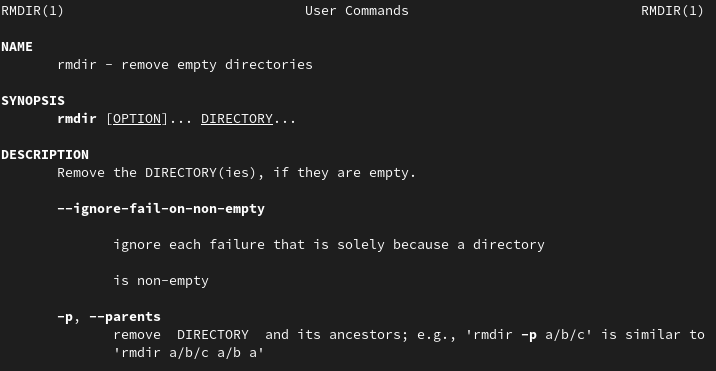 RMDIR(1) User Commands RMDIR(1)
NAME
rmdir - remove empty directories
SYNOPSIS
rmdir [OPTION]... DIRECTORY...
DESCRIPTION
Remove the DIRECTORY(ies), if they are empty.
--ignore-fail-on-non-empty
ignore each failure that is solely because a directory
is non-empty
-p, --parents
remove DIRECTORY and its ancestors; e.g., 'rmdir -p a/b/c' is similar to
'rmdir a/b/c a/b a'